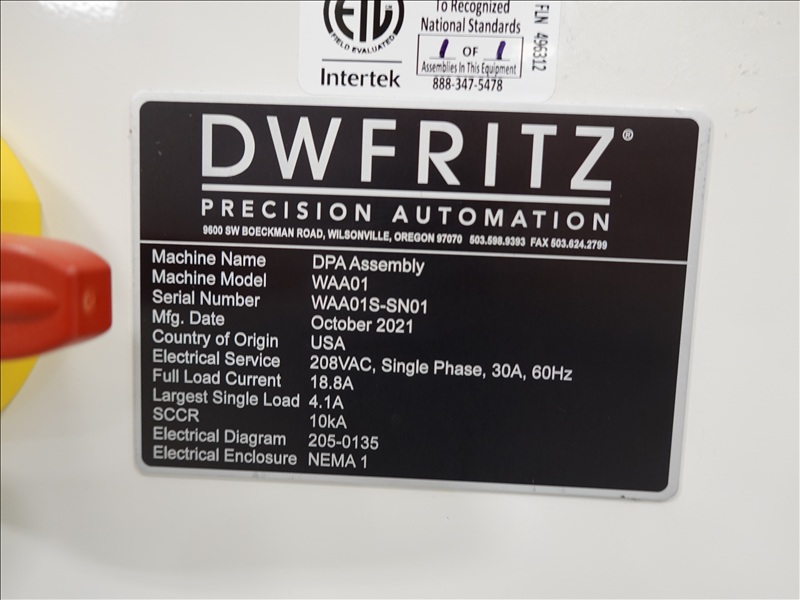 ETL
FIELD EVALUATED
Intertek
To Recognized
National Standards
1 OF 1
Assemblies In This Equipment
888-347-5478
FLN 496312
DWFRITZ®
PRECISION AUTOMATION
9600 SW BOECKMAN ROAD, WILSONVILLE, OREGON 97070 503.598.9393 FAX 503.624.2799
Machine Name DPA Assembly
Machine Model WAA01
Serial Number WAA01S-SN01
Mfg. Date October 2021
Country of Origin USA
Electrical Service 208VAC, Single Phase, 30A, 60Hz
Full Load Current 18.8A
Largest Single Load 4.1A
SCCR 10kA
Electrical Diagram 205-0135
Electrical Enclosure NEMA 1